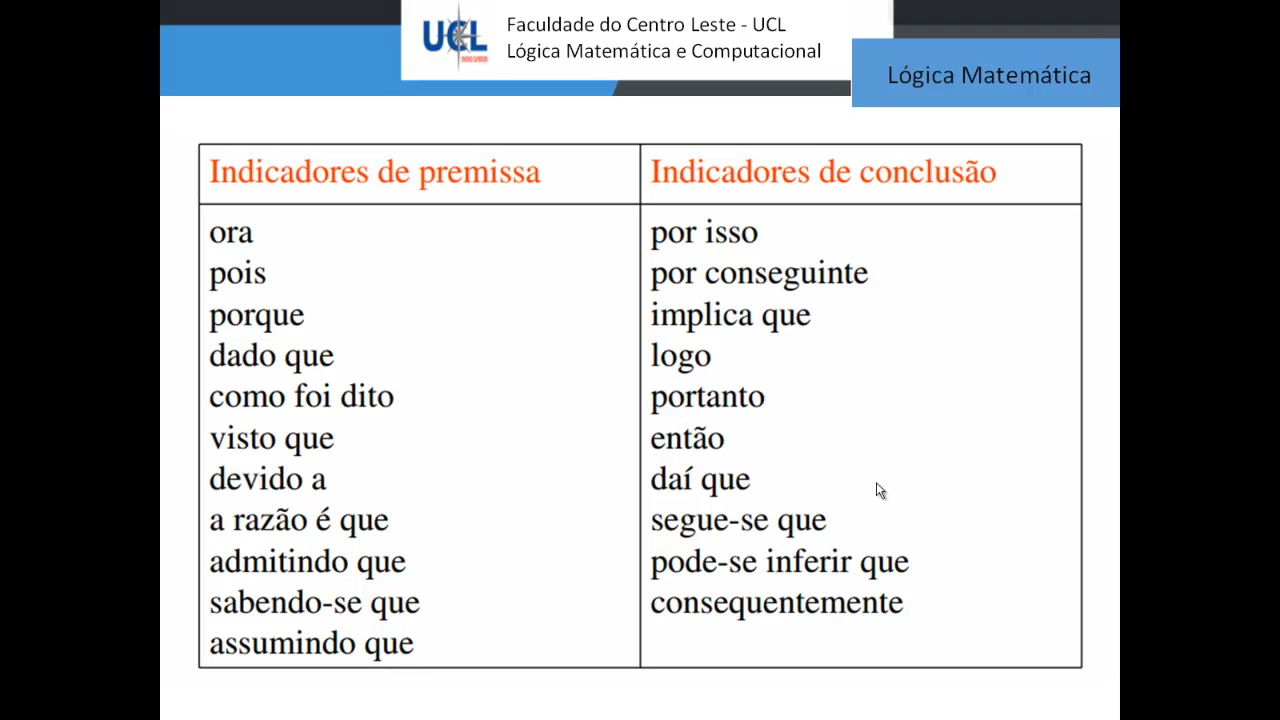 UCL
Faculdade do Centro Leste - UCL
Lógica Matemática e Computacional
Lógica Matemática
Indicadores de premissa
Indicadores de conclusão
ora
pois
porque
dado que
como foi dito
visto que
devido a
a razão é que
admitindo que
sabendo-se que
assumindo que
por isso
por conseguinte
implica que
logo
portanto
então
daí que
segue-se que
pode-se inferir que
consequentemente